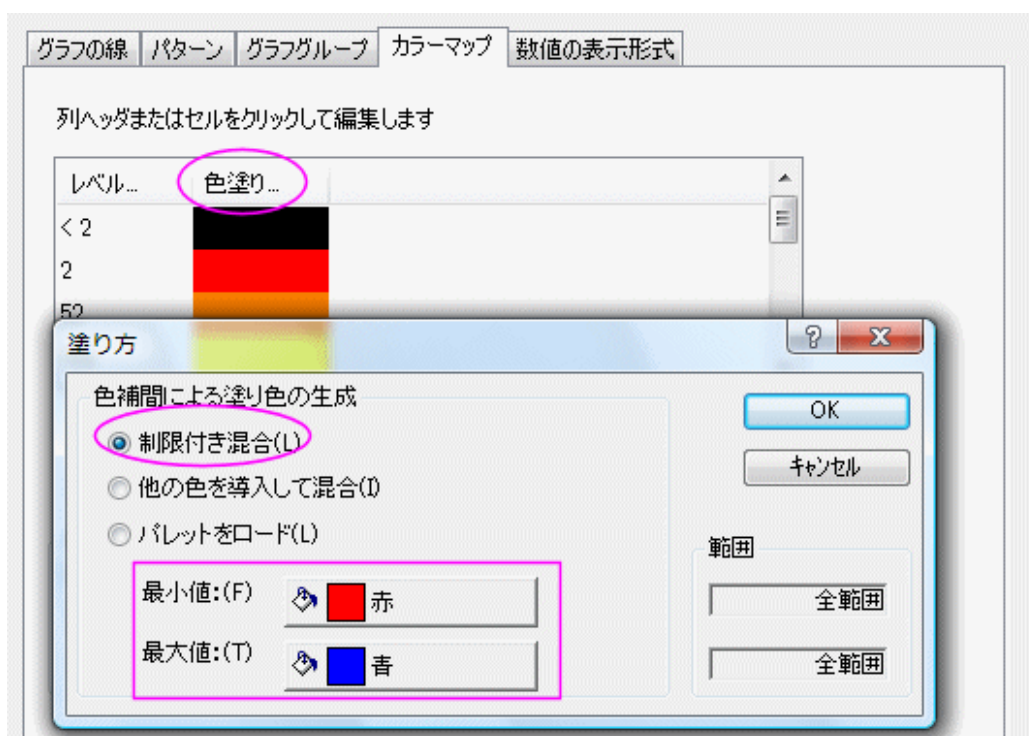 グラフの線 パターン グラフグループ カラーマップ 数値の表示形式
列ヘッダまたはセルをクリックして編集します
レベル... 色塗り...
< 2
2
52
塗り方
色補間による塗り色の生成
制限付き混合(L)
他の色を導入して混合(I)
パレットをロード(L)
最小値:(F) 赤
最大値:(T) 青
OK
キャンセル
範囲
全範囲
全範囲